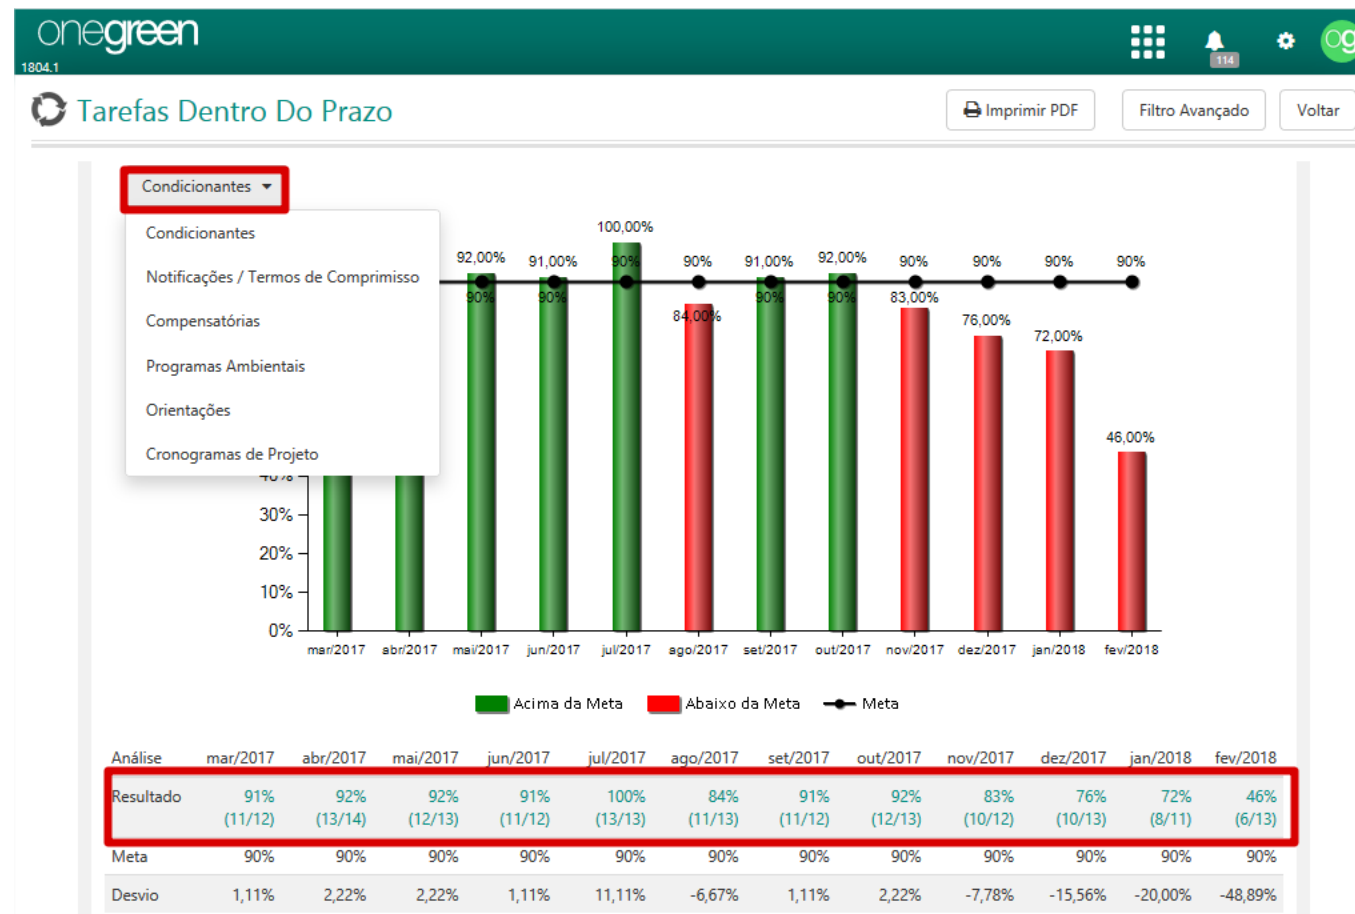 onegreen
1804.1
114
og
Tarefas Dentro Do Prazo
Imprimir PDF
Filtro Avançado
Voltar
Condicionantes
Condicionantes
Notificações / Termos de Comprimisso
Compensatórias
Programas Ambientais
Orientações
Cronogramas de Projeto
100,00%
92,00% 91,00% 90% 90% 91,00% 92,00% 90% 90% 90% 90%
90% 90% 90% 90% 83,00%
84,00% 76,00%
72,00%
46,00%
40%
30%
20%
10%
0%
mar/2017 abr/2017 mai/2017 jun/2017 jul/2017 ago/2017 set/2017 out/2017 nov/2017 dez/2017 jan/2018 fev/2018
Acima da Meta Abaixo da Meta Meta
Análise mar/2017 abr/2017 mai/2017 jun/2017 jul/2017 ago/2017 set/2017 out/2017 nov/2017 dez/2017 jan/2018 fev/2018
Resultado 91% 92% 92% 91% 100% 84% 91% 92% 83% 76% 72% 46%
(11/12) (13/14) (12/13) (11/12) (13/13) (11/13) (11/12) (12/13) (10/12) (10/13) (8/11) (6/13)
Meta 90% 90% 90% 90% 90% 90% 90% 90% 90% 90% 90% 90%
Desvio 1,11% 2,22% 2,22% 1,11% 11,11% -6,67% 1,11% 2,22% -7,78% -15,56% -20,00% -48,89%